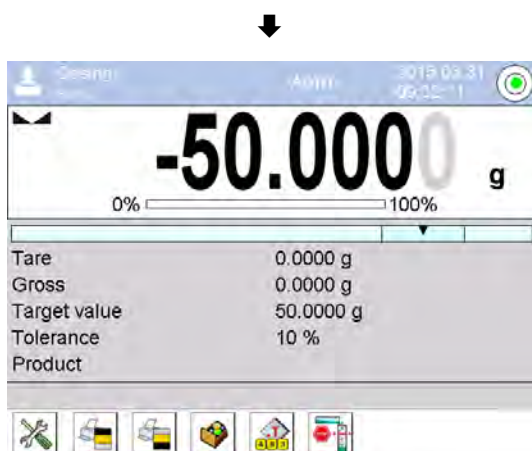 Dosing
2015.03.31
-50.0000 g
0% 100%
Tare 0.0000 g
Gross 0.0000 g
Target value 50.0000 g
Tolerance 10 %
Product